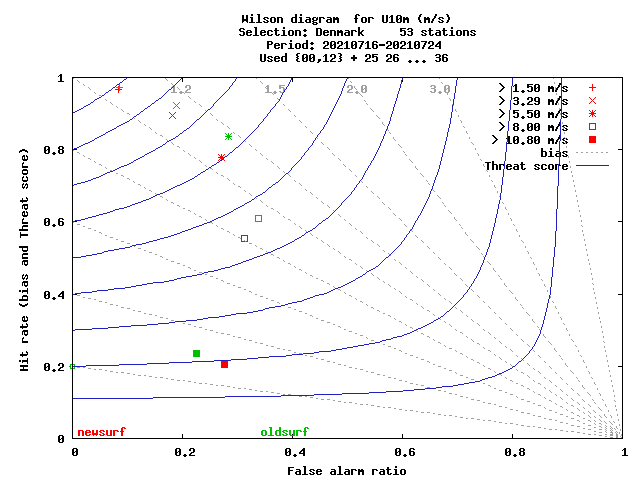 Wilson diagram  for U10m (m/s)
Selection: Denmark     53 stations
Period: 20210716-20210724
Used {00,12} + 25 26 ... 36
1.2 1.5 2.0 3.0
> 1.50 m/s
> 3.29 m/s
> 5.50 m/s
> 8.00 m/s
> 10.80 m/s
bias
Threat score
Hit rate (bias and Threat score)
1
0.8
0.6
0.4
0.2
0
newsurf oldsurf
0 0.2 0.4 0.6 0.8 1
False alarm ratio